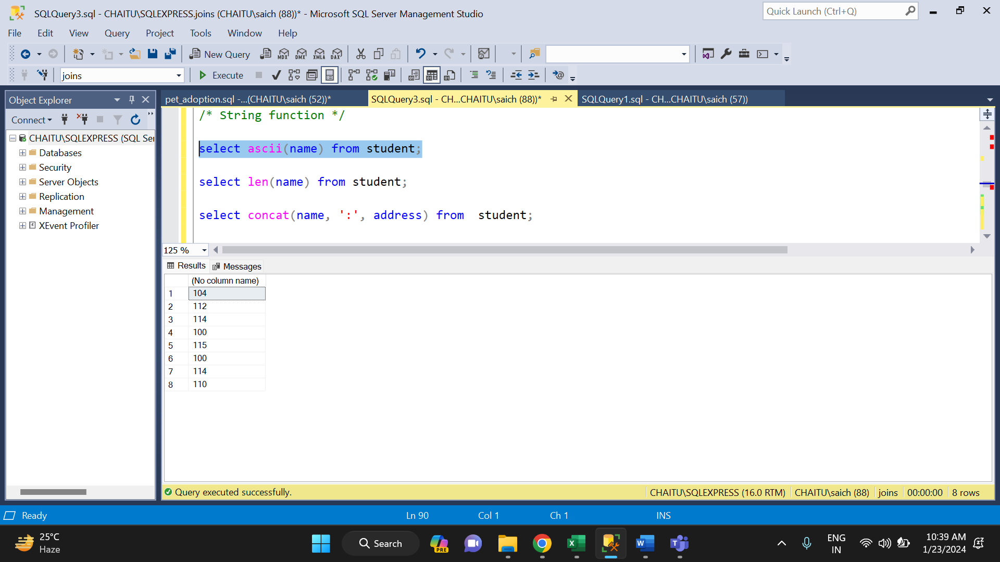 SQLQuery3.sql - CHAITU\SQLEXPRESS.joins (CHAITU\saich (88))* - Microsoft SQL Server Management Studio
Quick Launch (Ctrl+Q)
File Edit View Query Project Tools Window Help
New Query MDX DMX XMLA DAX
joins Execute
Object Explorer
pet_adoption.sql -...(CHAITU\saich (52))* SQLQuery3.sql - CH...CHAITU\saich (88))* SQLQuery1.sql - CH...CHAITU\saich (57))
Connect
CHAITU\SQLEXPRESS (SQL Ser
Databases
Security
Server Objects
Replication
Management
XEvent Profiler
/* String function */
select ascii(name) from student;
select len(name) from student;
select concat(name, ':', address) from  student;
125 %
Results Messages
(No column name)
1 104
2 112
3 114
4 100
5 115
6 100
7 114
8 110
Query executed successfully. CHAITU\SQLEXPRESS (16.0 RTM) CHAITU\saich (88) joins 00:00:00 8 rows
Ready Ln 90 Col 1 Ch 1 INS
25°C
Haze
Search
PRE
ENG
IN
10:39 AM
1/23/2024